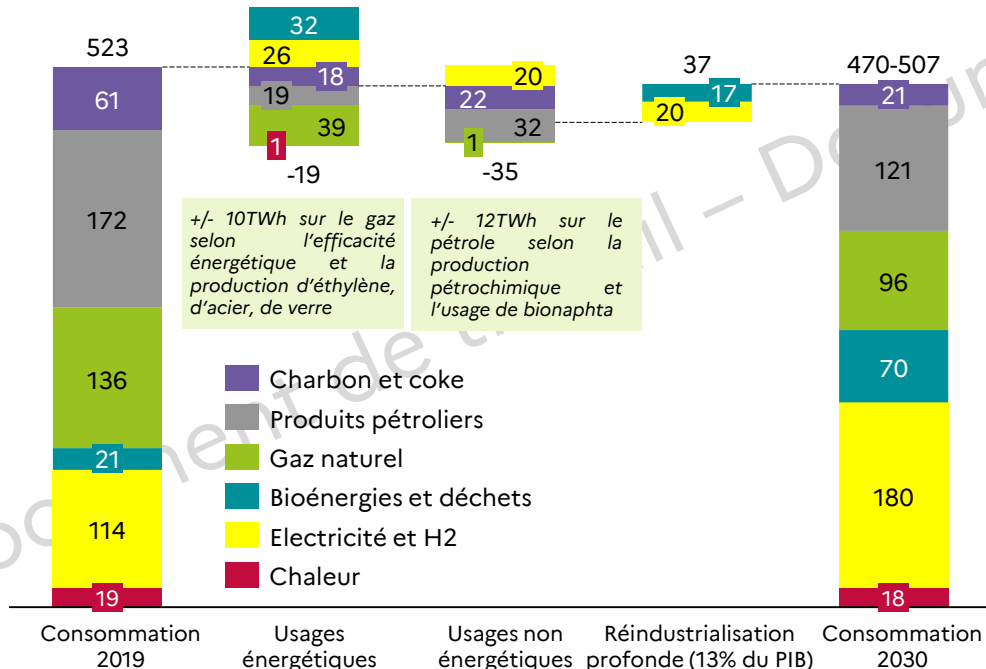 523
61
172
136
21
114
19
32
26
18
19
39
1
-19
20
22
32
1
-35
37
17
20
470-507
21
121
96
70
180
18
+/- 10TWh sur le gaz
selon l'efficacité
énergétique et la
production d'éthylène,
d'acier, de verre
+/- 12TWh sur le
pétrole selon la
production
pétrochimique et
l'usage de bionaphta
Charbon et coke
Produits pétroliers
Gaz naturel
Bioénergies et déchets
Electricité et H2
Chaleur
Consommation
2019
Usages
énergétiques
Usages non
énergétiques
Réindustrialisation
profonde (13% du PIB)
Consommation
2030